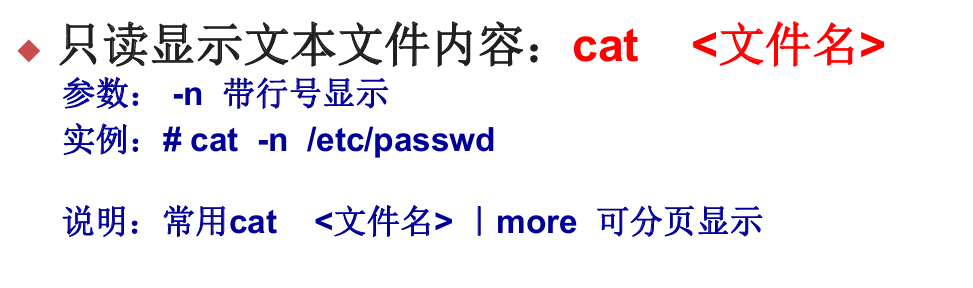 ◆ 只读显示文本文件内容：cat <文件名>
参数： -n 带行号显示
实例：# cat -n /etc/passwd
说明：常用cat <文件名>｜more 可分页显示